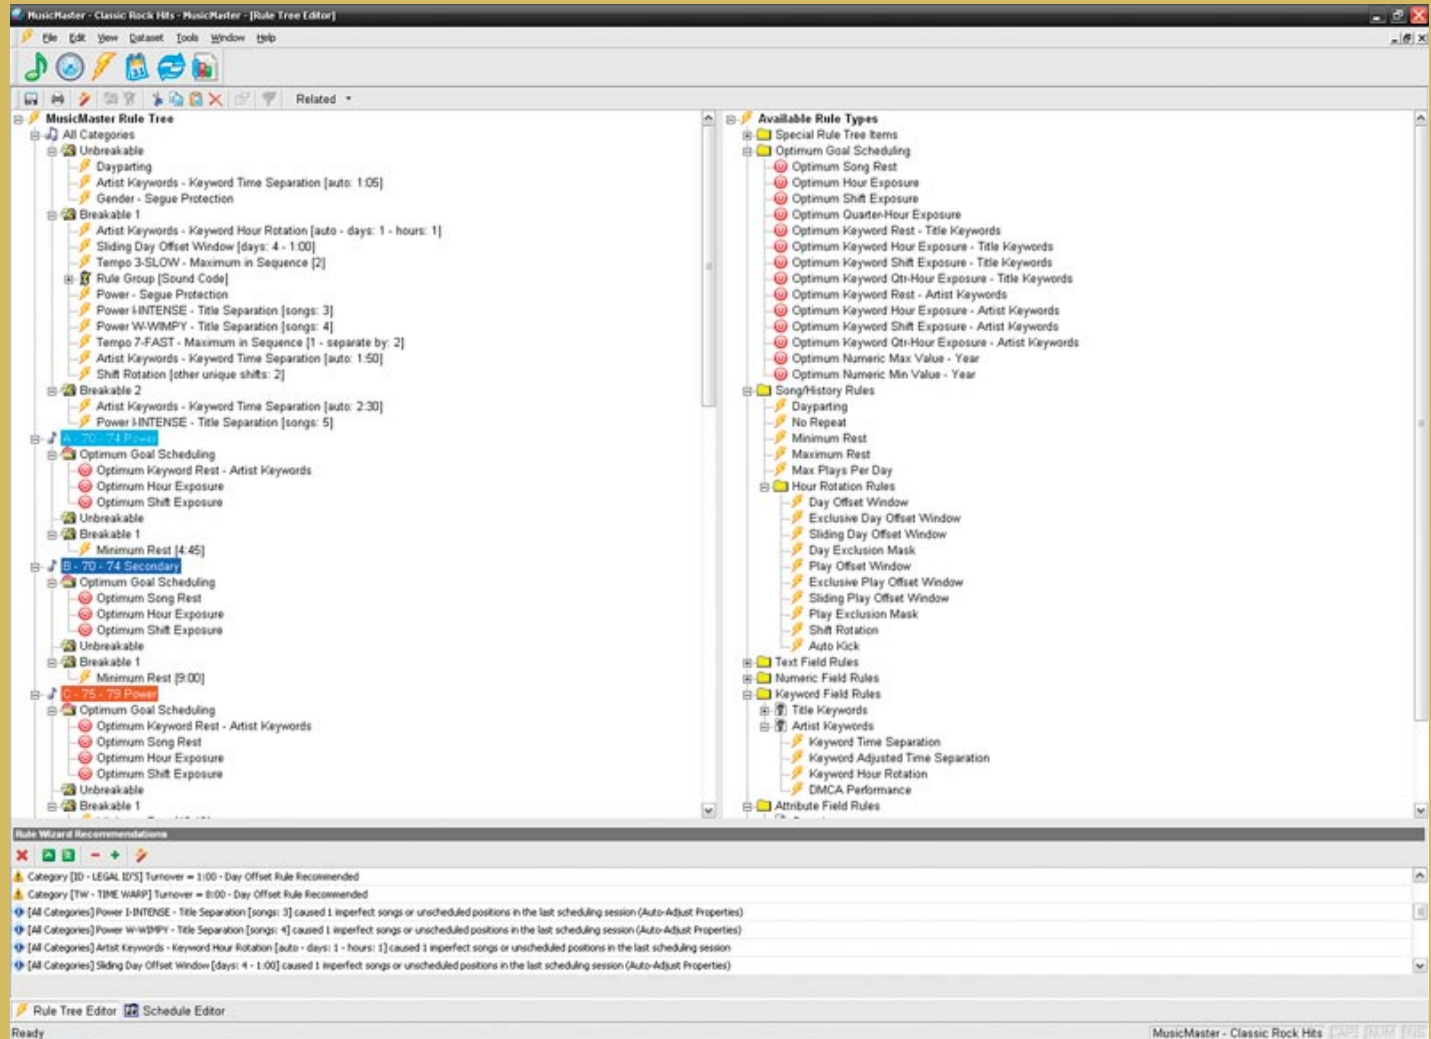 MusicMaster - Classic Rock Hits - MusicMaster - [Rule Tree Editor]
File Edit View Dataset Tools Window Help
Related
MusicMaster Rule Tree
All Categories
Unbreakable
Dayparting
Artist Keywords - Keyword Time Separation [auto: 1:05]
Gender - Segue Protection
Breakable 1
Artist Keywords - Keyword Hour Rotation [auto - days: 1 - hours: 1]
Sliding Day Offset Window [days: 4 - 1:00]
Tempo 3-SLOW - Maximum in Sequence [2]
Rule Group [Sound Code]
Power - Segue Protection
Power I-INTENSE - Title Separation [songs: 3]
Power W-WIMPY - Title Separation [songs: 4]
Tempo 7-FAST - Maximum in Sequence [1 - separate by: 2]
Artist Keywords - Keyword Time Separation [auto: 1:50]
Shift Rotation [other unique shifts: 2]
Breakable 2
Artist Keywords - Keyword Time Separation [auto: 2:30]
Power I-INTENSE - Title Separation [songs: 5]
A - 70 - 74 Power
Optimum Goal Scheduling
Optimum Keyword Rest - Artist Keywords
Optimum Hour Exposure
Optimum Shift Exposure
Unbreakable
Breakable 1
Minimum Rest [4:45]
B - 70 - 74 Secondary
Optimum Goal Scheduling
Optimum Song Rest
Optimum Hour Exposure
Optimum Shift Exposure
Unbreakable
Breakable 1
Minimum Rest [9:00]
C - 75 - 79 Power
Optimum Goal Scheduling
Optimum Keyword Rest - Artist Keywords
Optimum Song Rest
Optimum Hour Exposure
Optimum Shift Exposure
Unbreakable
Breakable 1
Available Rule Types
Special Rule Tree Items
Optimum Goal Scheduling
Optimum Song Rest
Optimum Hour Exposure
Optimum Shift Exposure
Optimum Quarter-Hour Exposure
Optimum Keyword Rest - Title Keywords
Optimum Keyword Hour Exposure - Title Keywords
Optimum Keyword Shift Exposure - Title Keywords
Optimum Keyword Qtr-Hour Exposure - Title Keywords
Optimum Keyword Rest - Artist Keywords
Optimum Keyword Hour Exposure - Artist Keywords
Optimum Keyword Shift Exposure - Artist Keywords
Optimum Keyword Qtr-Hour Exposure - Artist Keywords
Optimum Numeric Max Value - Year
Optimum Numeric Min Value - Year
Song/History Rules
Dayparting
No Repeat
Minimum Rest
Maximum Rest
Max Plays Per Day
Hour Rotation Rules
Day Offset Window
Exclusive Day Offset Window
Sliding Day Offset Window
Day Exclusion Mask
Play Offset Window
Exclusive Play Offset Window
Sliding Play Offset Window
Play Exclusion Mask
Shift Rotation
Auto Kick
Text Field Rules
Numeric Field Rules
Keyword Field Rules
Title Keywords
Artist Keywords
Keyword Time Separation
Keyword Adjusted Time Separation
Keyword Hour Rotation
DMCA Performance
Attribute Field Rules
Rule Wizard Recommendations
Category [ID - LEGAL ID'S] Turnover = 1:00 - Day Offset Rule Recommended
Category [TW - TIME WARP] Turnover = 8:00 - Day Offset Rule Recommended
[All Categories] Power I-INTENSE - Title Separation [songs: 3] caused 1 imperfect songs or unscheduled positions in the last scheduling session (Auto-Adjust Properties)
[All Categories] Power W-WIMPY - Title Separation [songs: 4] caused 1 imperfect songs or unscheduled positions in the last scheduling session (Auto-Adjust Properties)
[All Categories] Artist Keywords - Keyword Hour Rotation [auto - days: 1 - hours: 1] caused 1 imperfect songs or unscheduled positions in the last scheduling session
[All Categories] Sliding Day Offset Window [days: 4 - 1:00] caused 1 imperfect songs or unscheduled positions in the last scheduling session (Auto-Adjust Properties)
Rule Tree Editor Schedule Editor
Ready
MusicMaster - Classic Rock Hits CAPS NUM INS